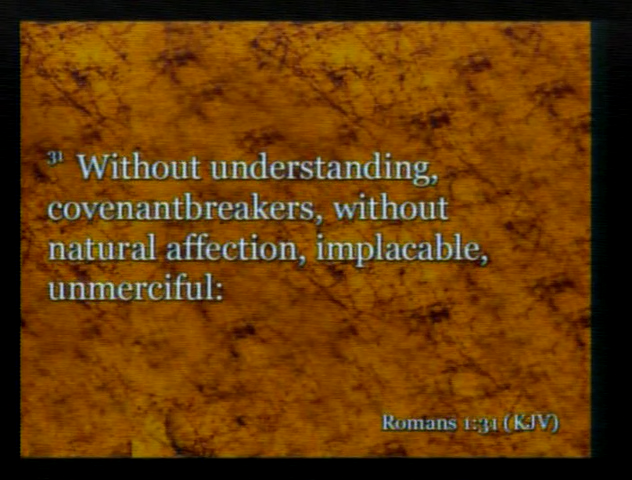 31 Without understanding,
covenantbreakers, without
natural affection, implacable,
unmerciful:
Romans 1:31 (KJV)